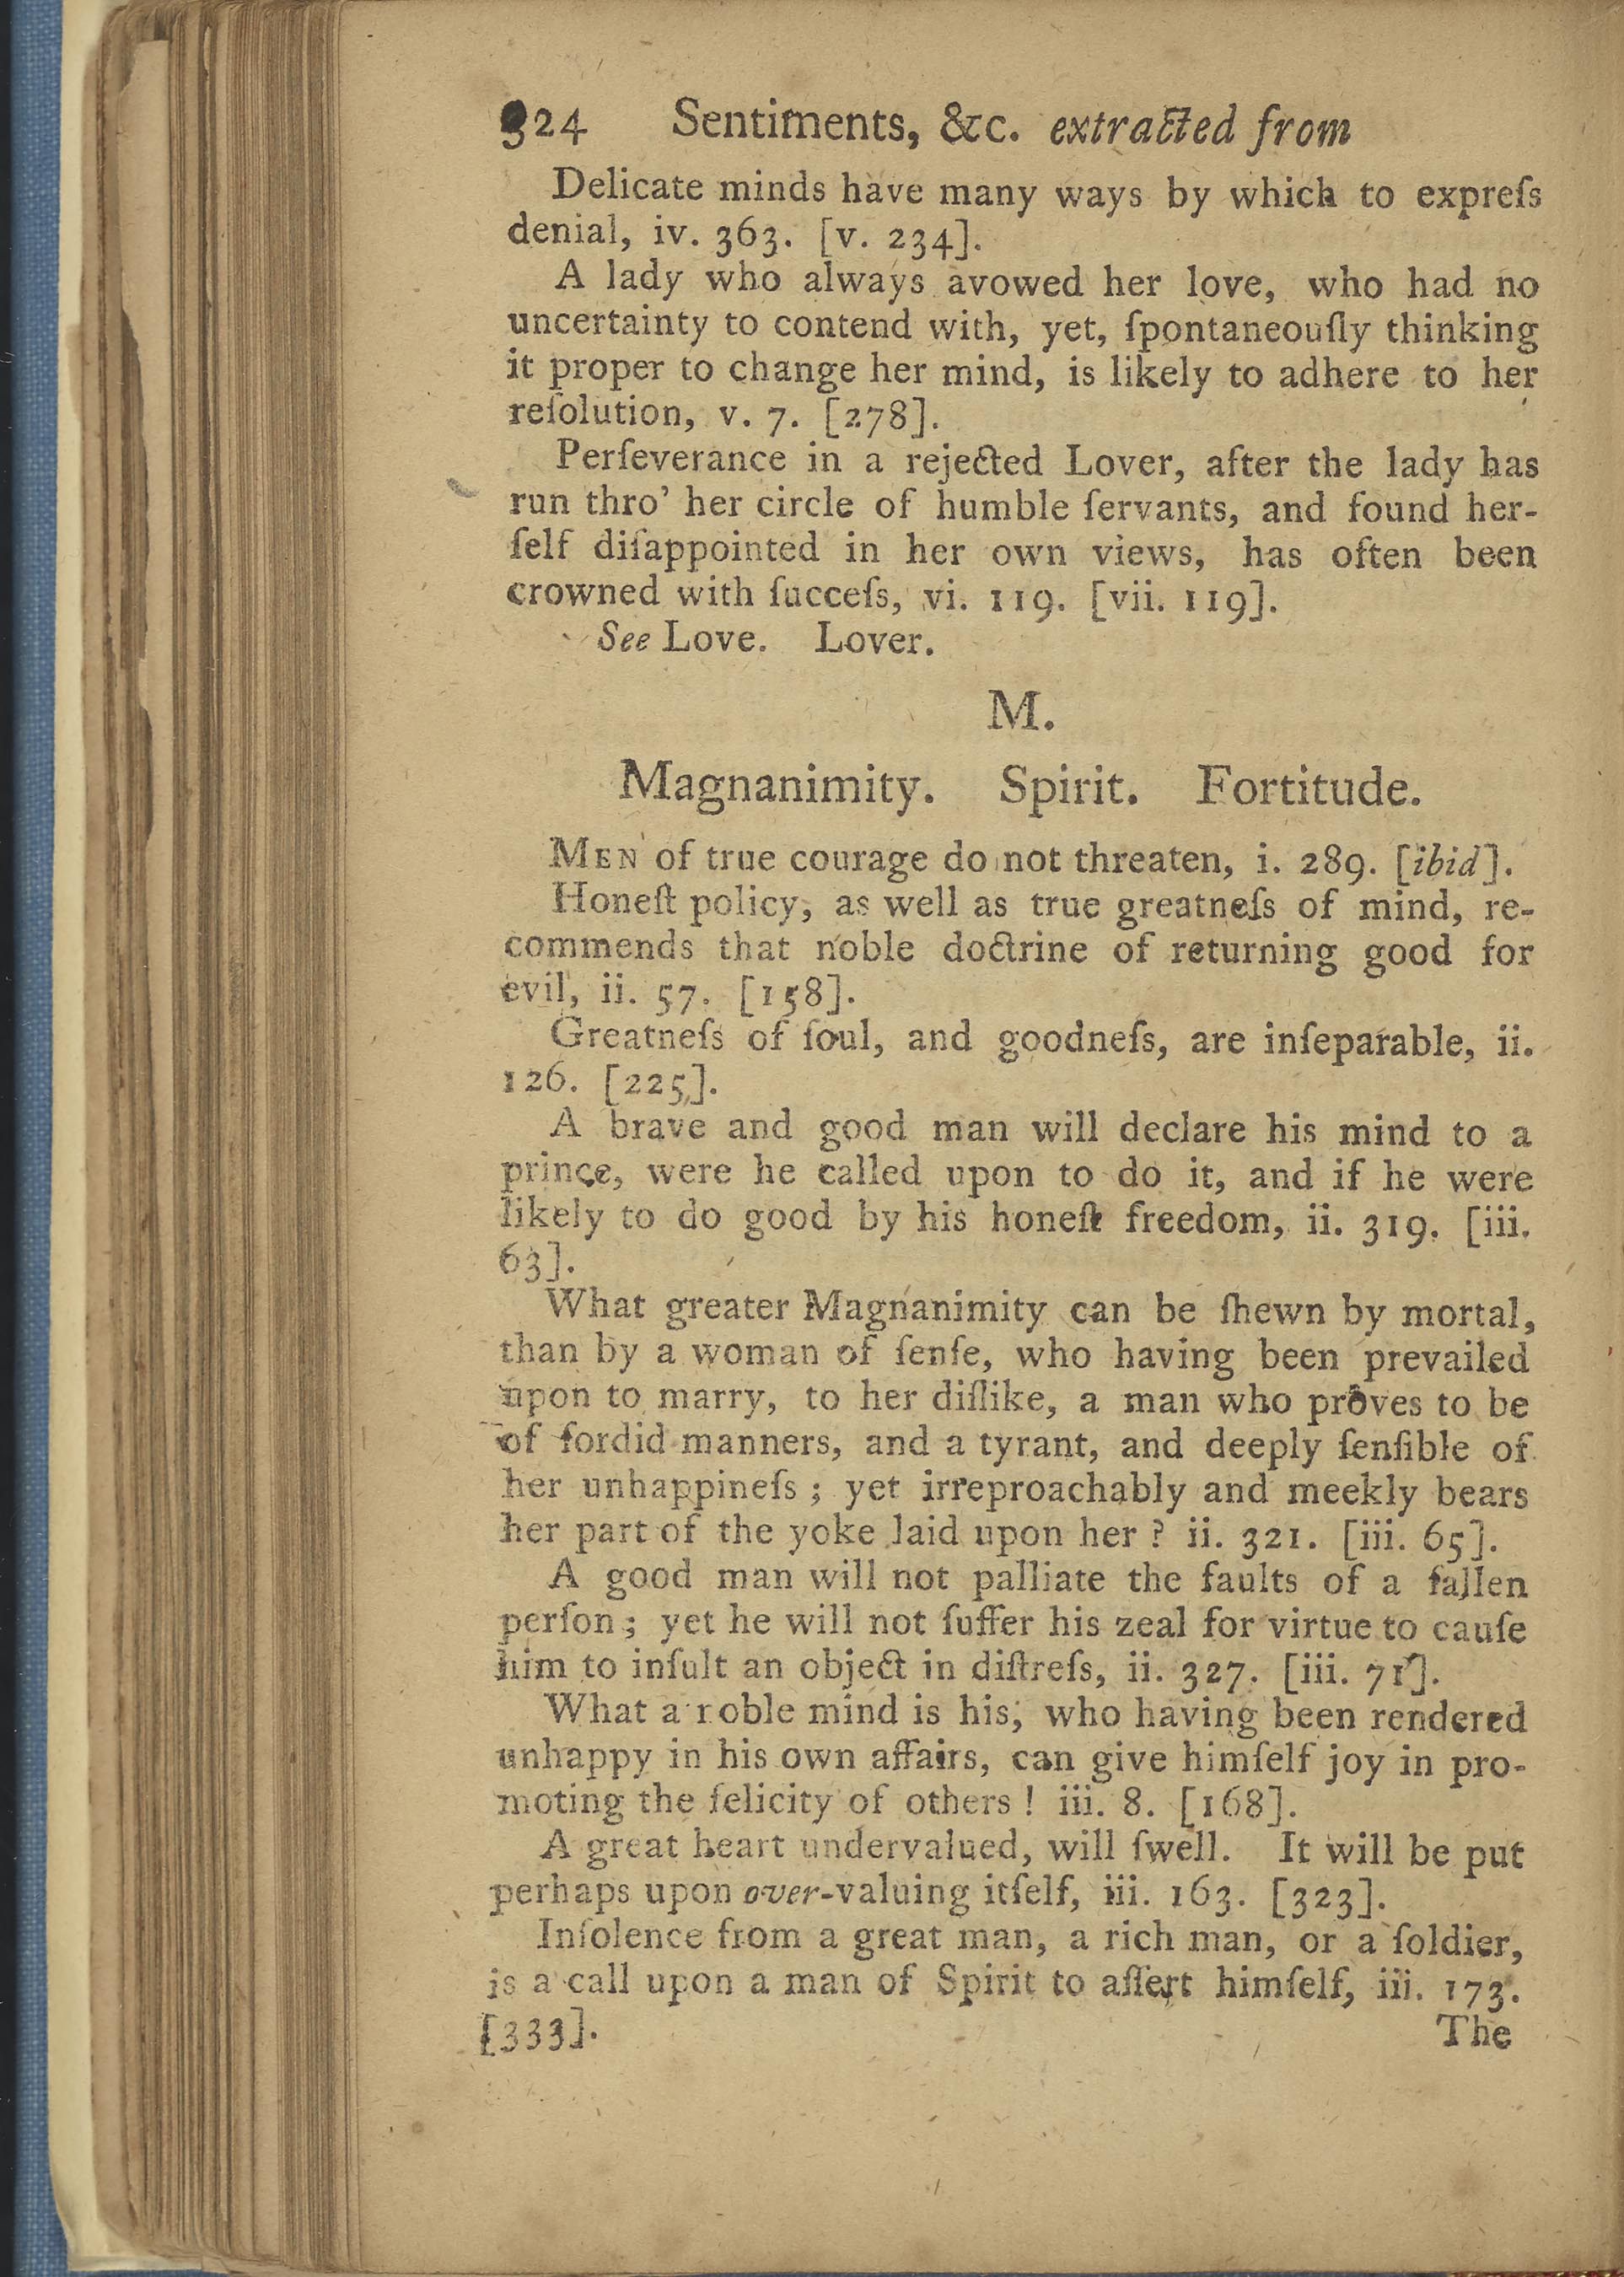 324 Sentiments, &c. extracted from
Delicate minds have many ways by which to expreſs
denial, iv. 363. [v. 234].
A lady who always avowed her love, who had no
uncertainty to contend with, yet, ſpontaneouſly thinking
it proper to change her mind, is likely to adhere to her
reſolution, v. 7. [278].
Perſeverance in a rejected Lover, after the lady has
run thro' her circle of humble ſervants, and found her-
ſelf diſappointed in her own views, has often been
crowned with ſucceſs, vi. 119. [vii. 119].
See Love. Lover.
M.
Magnanimity. Spirit. Fortitude.
MEN of true courage do not threaten, i. 289. [ibid].
Honeſt policy, as well as true greatneſs of mind, re-
commends that noble doctrine of returning good for
evil, ii. 57. [158].
Greatneſs of ſoul, and goodneſs, are inſeparable, ii.
126. [225].
A brave and good man will declare his mind to a
prince, were he called upon to do it, and if he were
likely to do good by his honeſt freedom, ii. 319. [iii.
63].
What greater Magnanimity can be ſhewn by mortal,
than by a woman of ſenſe, who having been prevailed
upon to marry, to her diſlike, a man who proves to be
of ſordid manners, and a tyrant, and deeply ſenſible of
her unhappineſs; yet irreproachably and meekly bears
her part of the yoke laid upon her? ii. 321. [iii. 65].
A good man will not palliate the faults of a fallen
perſon; yet he will not ſuffer his zeal for virtue to cauſe
him to inſult an object in diſtreſs, ii. 327. [iii. 71].
What a noble mind is his, who having been rendered
unhappy in his own affairs, can give himſelf joy in pro-
moting the felicity of others! iii. 8. [168].
A great heart undervalued, will ſwell. It will be put
perhaps upon over-valuing itſelf, iii. 163. [323].
Inſolence from a great man, a rich man, or a ſoldier,
is a call upon a man of Spirit to aſſert himſelf, iii. 173.
[333].
The